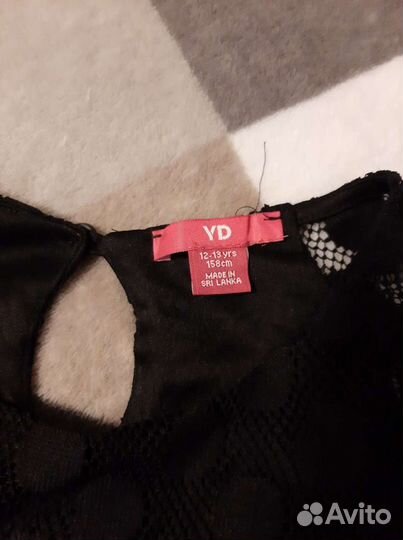 YD
12-13 yrs
158cm
MADE IN
SRI LANKA
Avito